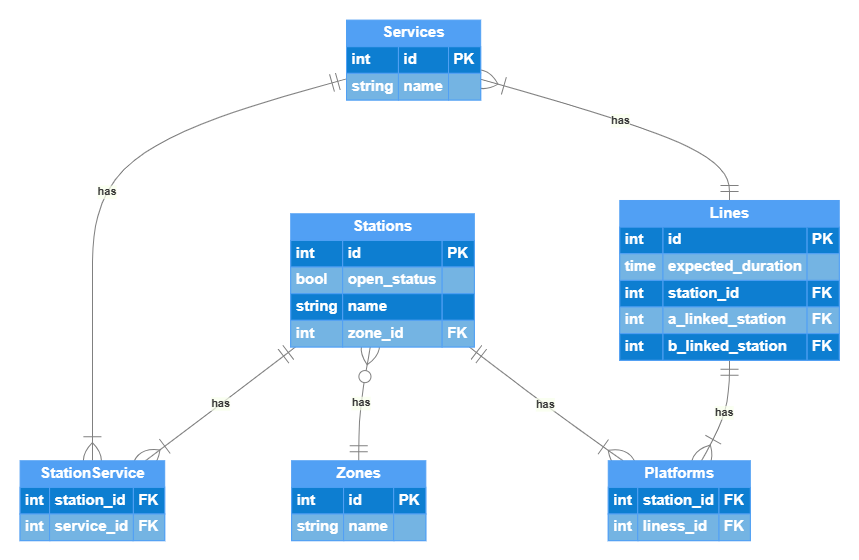 Services
int id PK
string name
has
has
Stations
int id PK
bool open_status
string name
int zone_id FK
Lines
int id PK
time expected_duration
int station_id FK
int a_linked_station FK
int b_linked_station FK
has
has
has
has
StationService
int station_id FK
int service_id FK
Zones
int id PK
string name
Platforms
int station_id FK
int liness_id FK